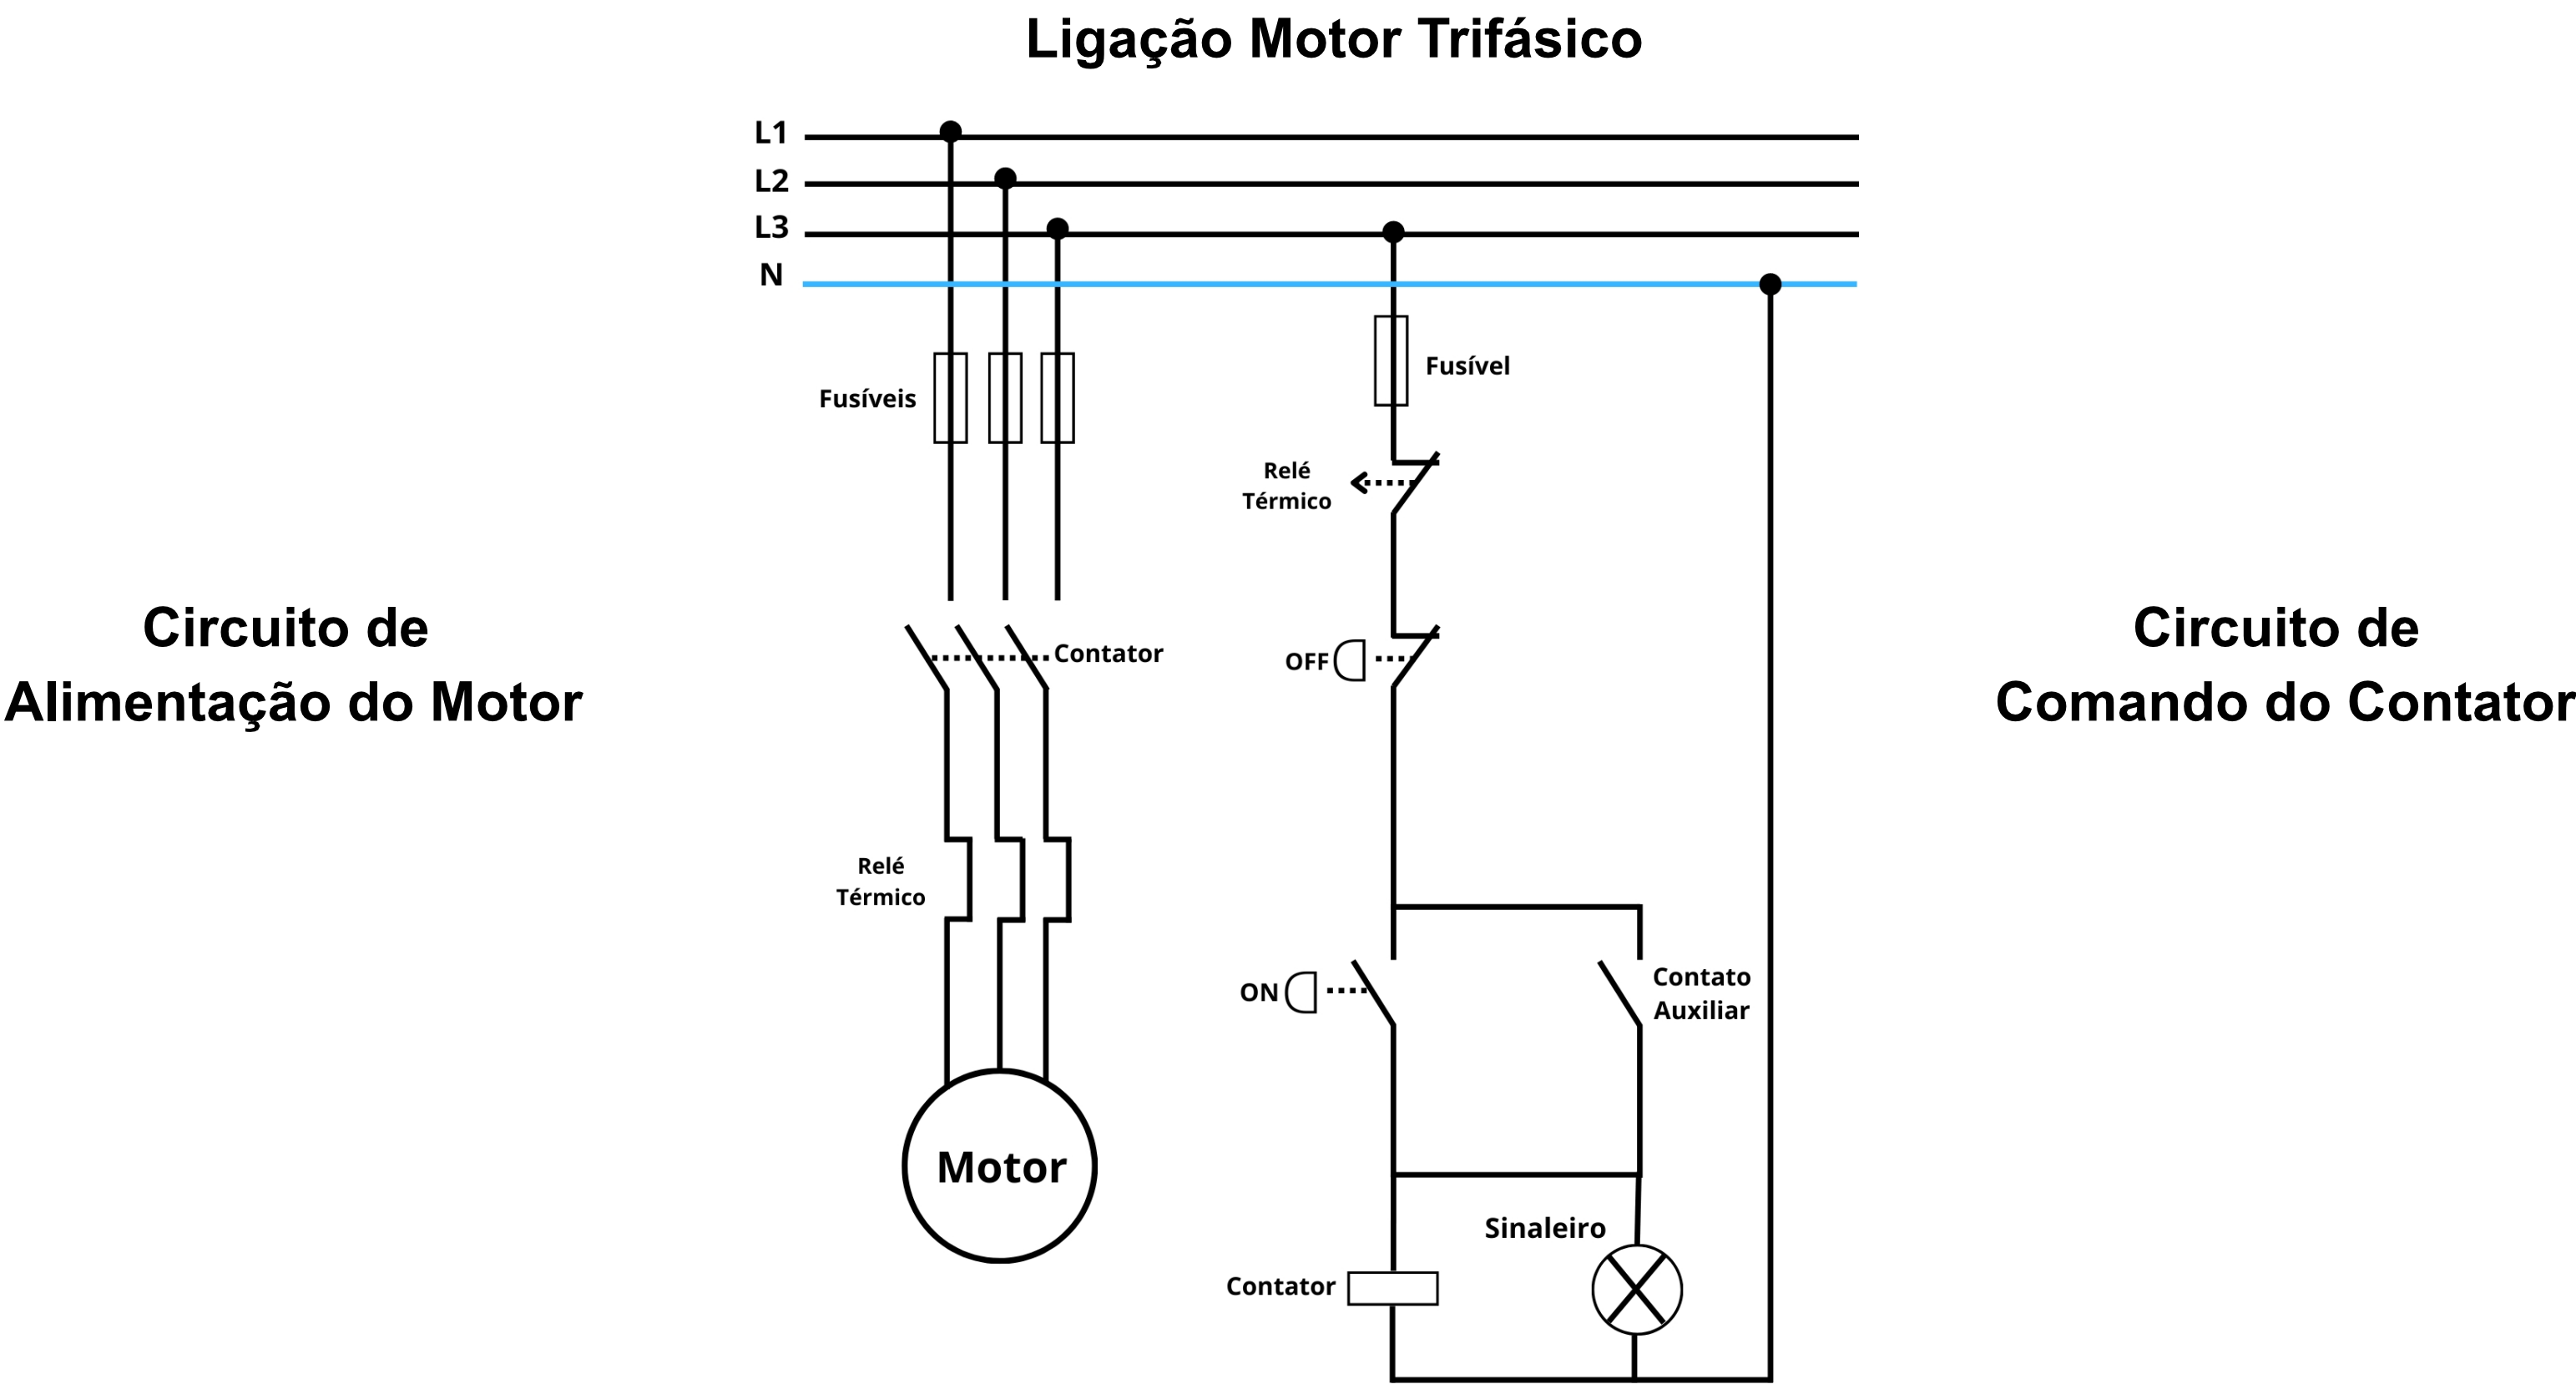 Ligação Motor Trifásico
L1
L2
L3
N
Fusíveis
Fusível
Relé
Térmico
Circuito de
Alimentação do Motor
Contator
OFF
Circuito de
Comando do Contator
Relé
Térmico
ON
Contato
Auxiliar
Motor
Sinaleiro
Contator